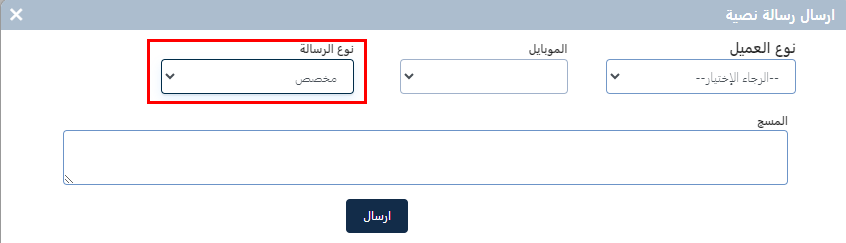 ارسال رسالة نصية
نوع العميل
الموبايل
نوع الرسالة
--الرجاء الإختيار--
مخصص
المسج
ارسال